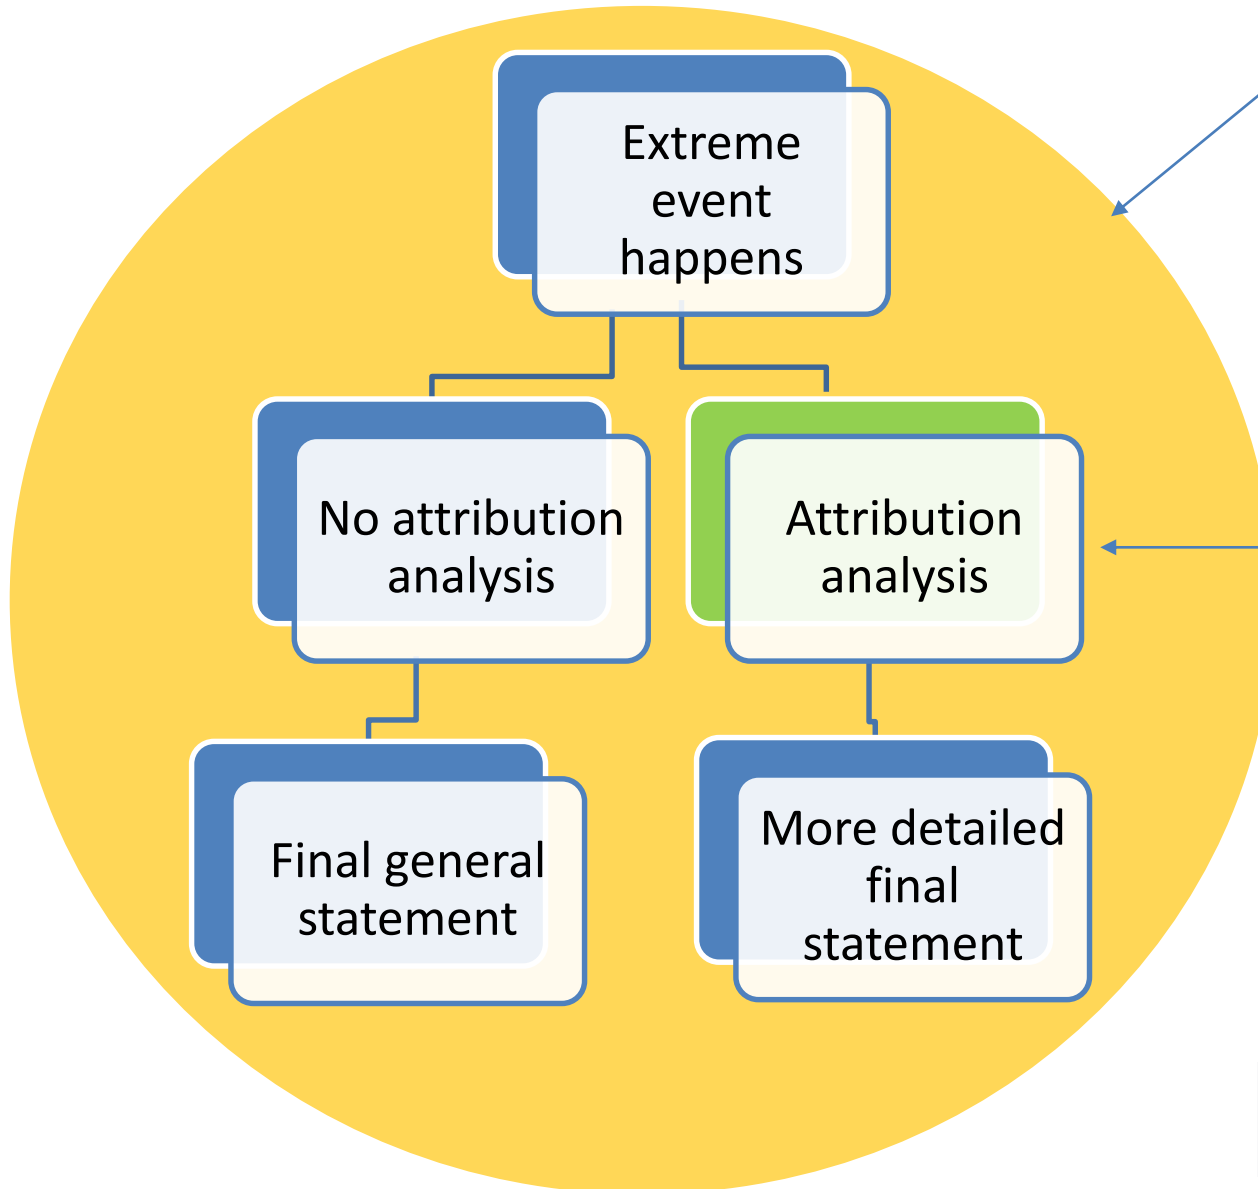 Extreme
event
happens
No attribution
analysis
Attribution
analysis
Final general
statement
More detailed
final
statement